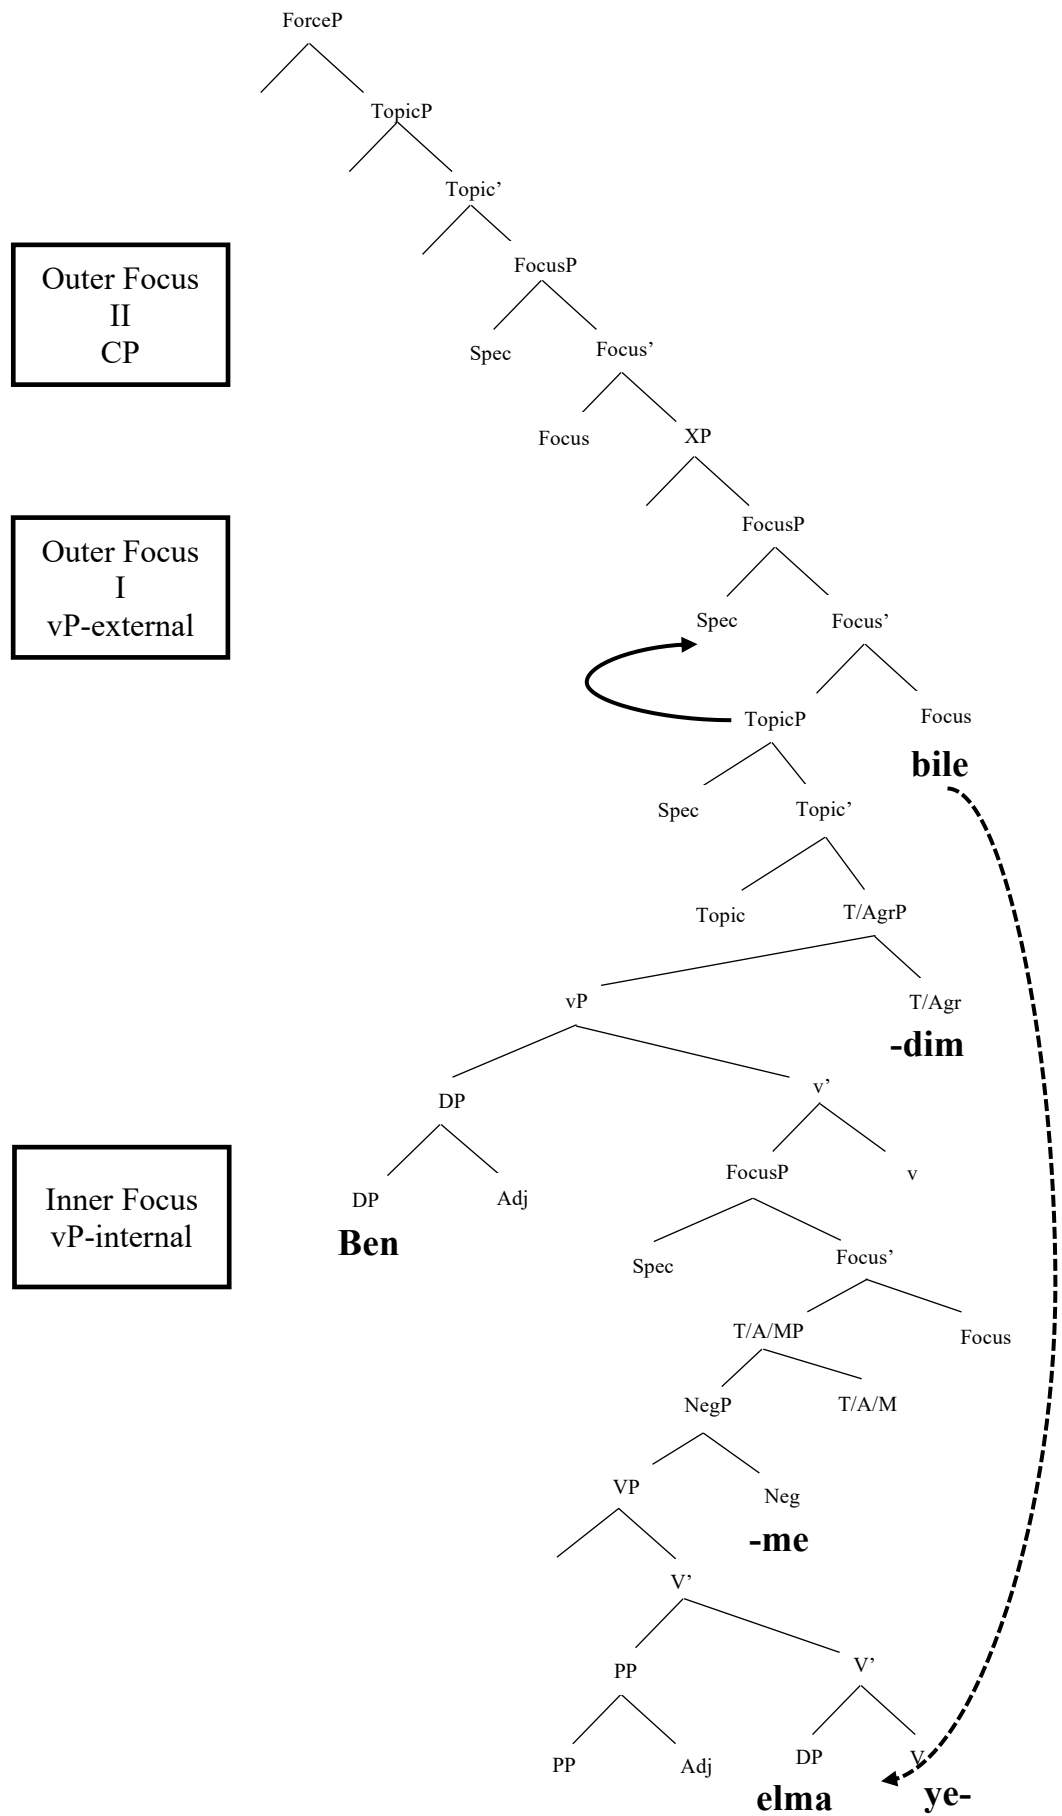 ForceP
TopicP
Topic’
Outer Focus
II
CP
FocusP
Spec
Focus’
Focus
XP
Outer Focus
I
vP-external
FocusP
Spec
Focus’
TopicP
Focus
bile
Spec
Topic’
Topic
T/AgrP
vP
T/Agr
-dim
DP
v’
Inner Focus
vP-internal
FocusP
v
DP
Adj
Ben
Spec
Focus’
T/A/MP
Focus
NegP
T/A/M
VP
Neg
-me
V’
PP
V’
PP
Adj
DP
V
elma
ye-